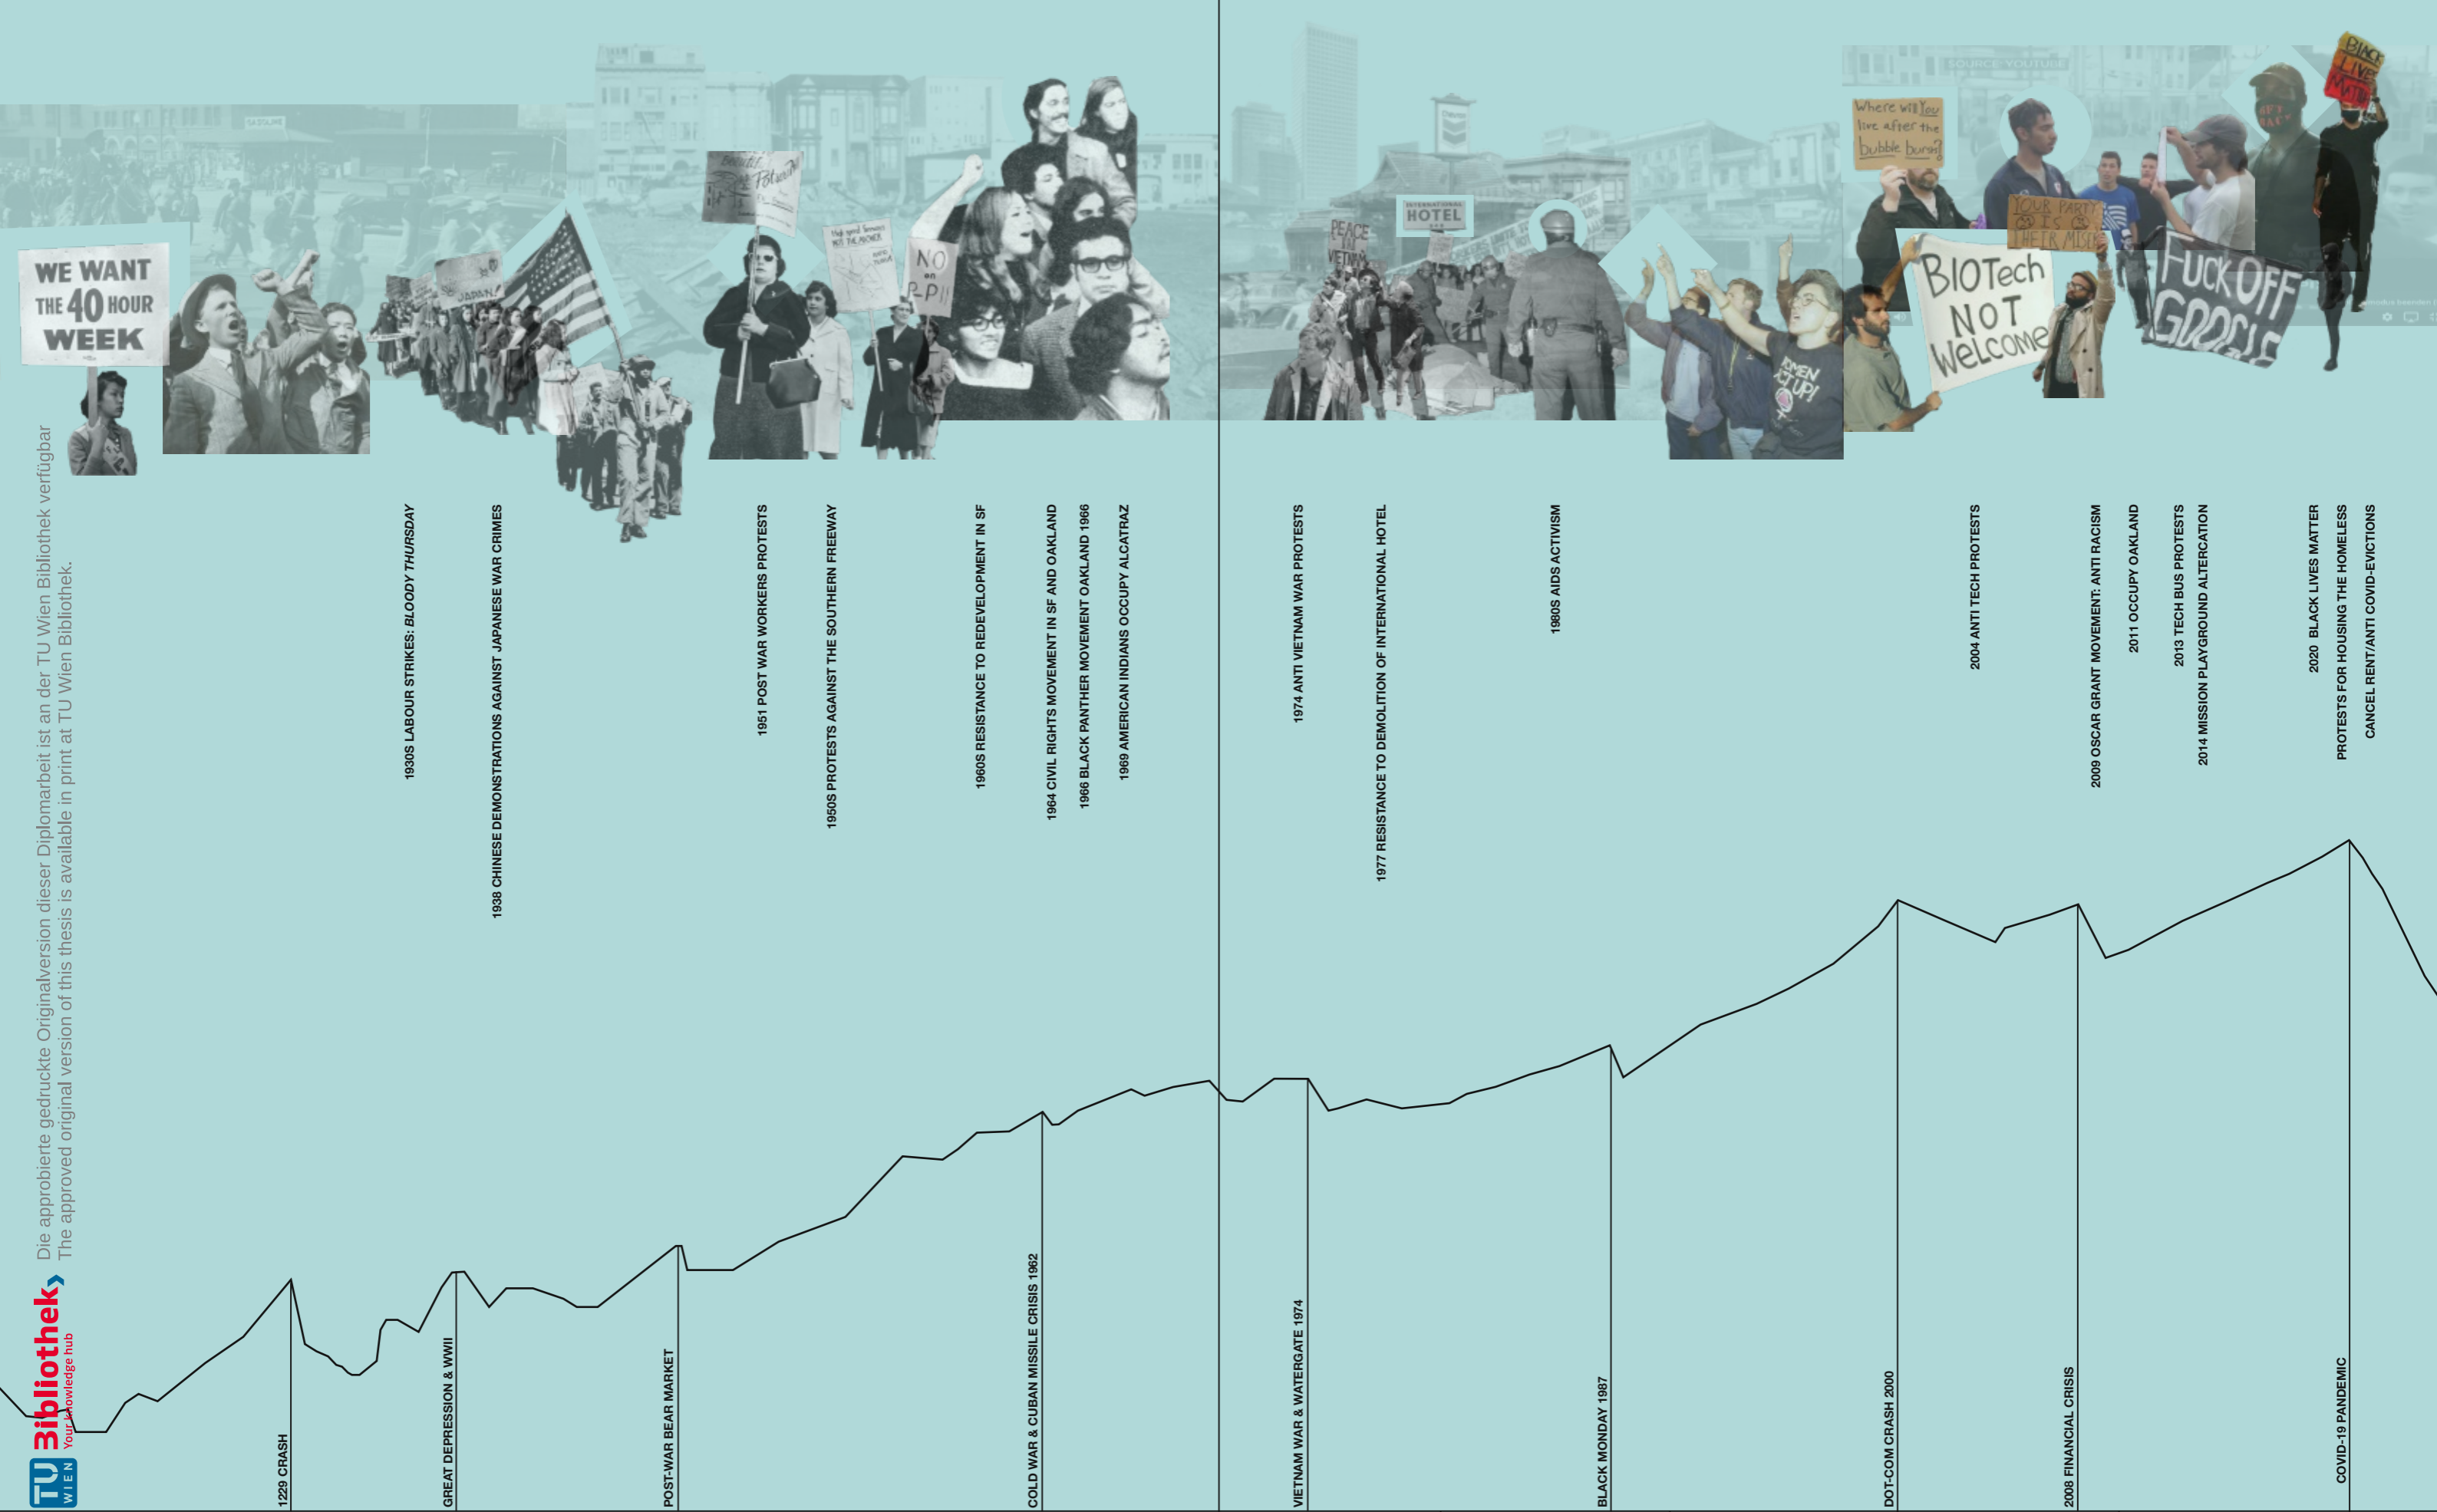 SOURCE: YOUTUBE
GASOLINE
BLACK
LIVES
MATTER
Where will You
live after the
bubble bursts?
WE WANT
THE 40 HOUR
WEEK
JAPAN!
NO
on
P-P!!
Chevron
INTERNATIONAL
HOTEL
PEACE
IN
VIETNAM
WOMEN
ACT UP!
YOUR PARTY
IS
THEIR MISERY
BIOTech
NOT
WeLCOMe
FUCK OFF
GOOGLE
1930S LABOUR STRIKES: BLOODY THURSDAY
1938 CHINESE DEMONSTRATIONS AGAINST JAPANESE WAR CRIMES
1951 POST WAR WORKERS PROTESTS
1950S PROTESTS AGAINST THE SOUTHERN FREEWAY
1960S RESISTANCE TO REDEVELOPMENT IN SF
1964 CIVIL RIGHTS MOVEMENT IN SF AND OAKLAND
1966 BLACK PANTHER MOVEMENT OAKLAND 1966
1969 AMERICAN INDIANS OCCUPY ALCATRAZ
1974 ANTI VIETNAM WAR PROTESTS
1977 RESISTANCE TO DEMOLITION OF INTERNATIONAL HOTEL
1980S AIDS ACTIVISM
2004 ANTI TECH PROTESTS
2009 OSCAR GRANT MOVEMENT: ANTI RACISM
2011 OCCUPY OAKLAND
2013 TECH BUS PROTESTS
2014 MISSION PLAYGROUND ALTERCATION
2020 BLACK LIVES MATTER
PROTESTS FOR HOUSING THE HOMELESS
CANCEL RENT/ANTI COVID-EVICTIONS
1229 CRASH
GREAT DEPRESSION & WWII
POST-WAR BEAR MARKET
COLD WAR & CUBAN MISSILE CRISIS 1962
VIETNAM WAR & WATERGATE 1974
BLACK MONDAY 1987
DOT-COM CRASH 2000
2008 FINANCIAL CRISIS
COVID-19 PANDEMIC
Die approbierte gedruckte Originalversion dieser Diplomarbeit ist an der TU Wien Bibliothek verfügbar
The approved original version of this thesis is available in print at TU Wien Bibliothek.
Bibliothek
Your knowledge hub
TU
WIEN